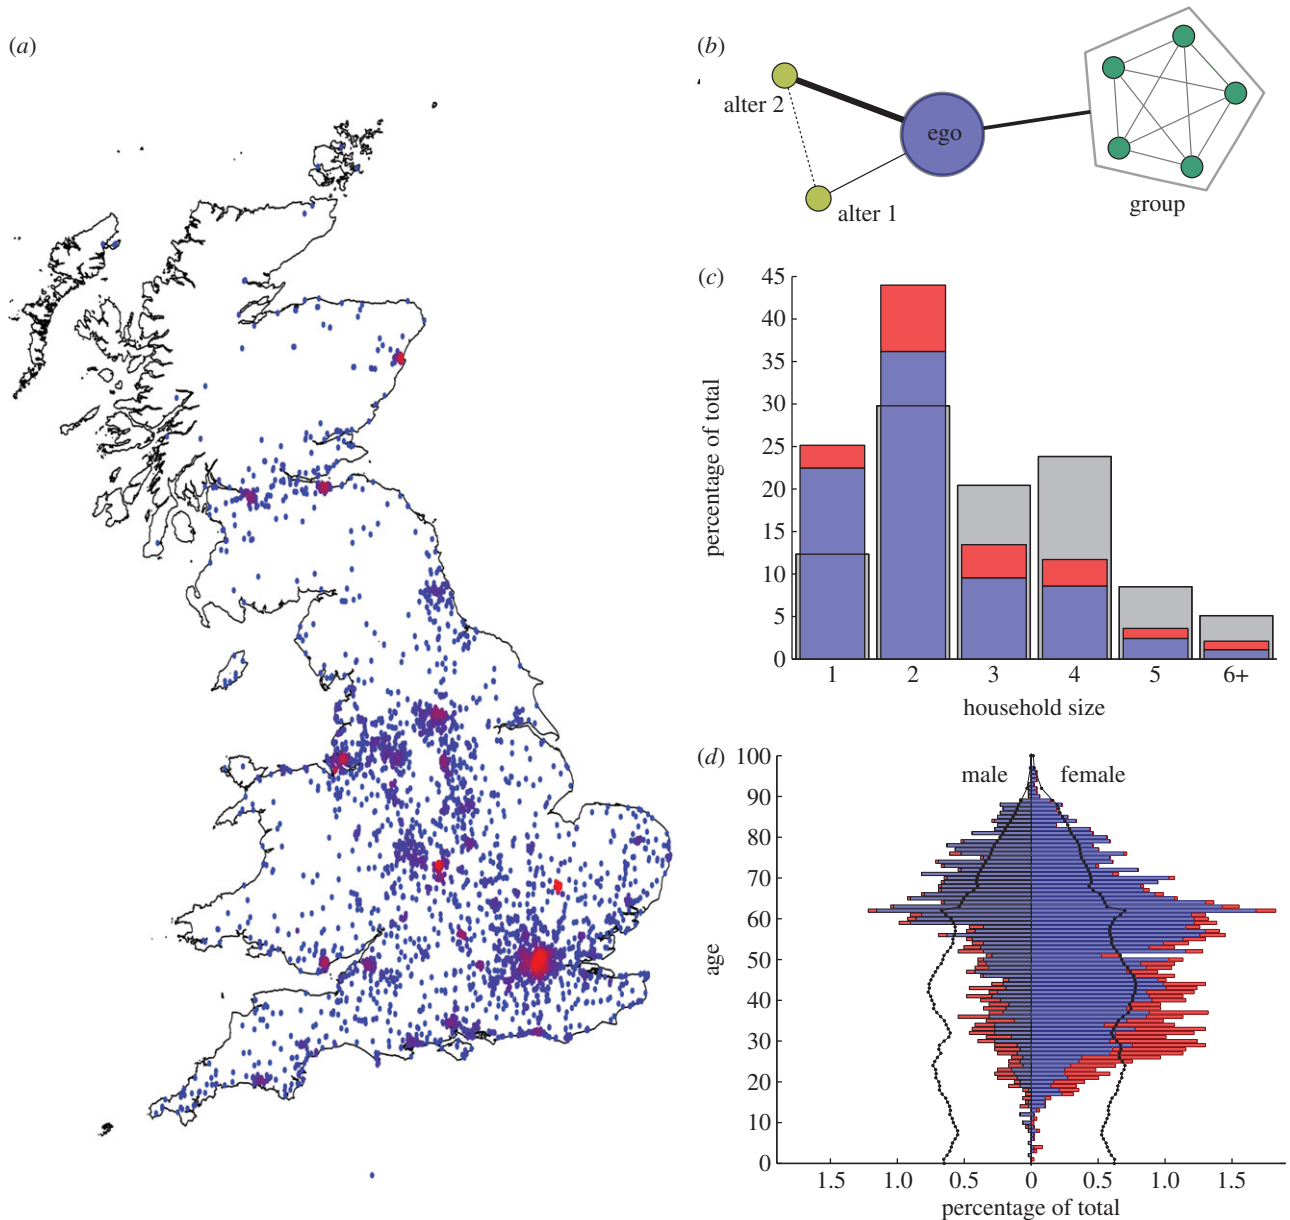 (a)
(b)
alter 2
ego
alter 1
group
(c)
45
40
35
30
25
20
15
10
5
0
percentage of total
1 2 3 4 5 6+
household size
(d)
100
90
80
70
60
50
40
30
20
10
0
age
male female
1.5 1.0 0.5 0 0.5 1.0 1.5
percentage of total